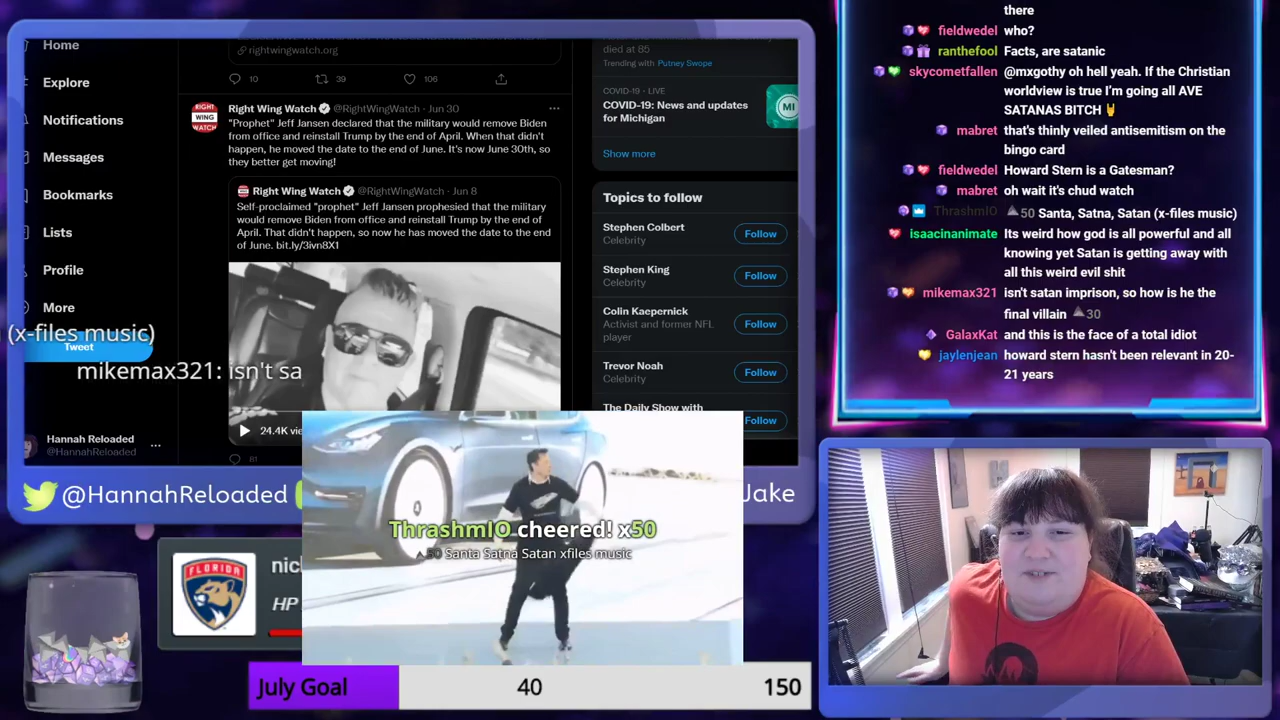 Home
Explore
Notifications
Messages
Bookmarks
Lists
Profile
More
Tweet
(x-files music)
mikemax321: isn't sa
Hannah Reloaded
@HannahReloaded
rightwingwatch.org
10
39
106
RIGHT
WING
WATCH
Right Wing Watch @RightWingWatch · Jun 30
"Prophet" Jeff Jansen declared that the military would remove Biden
from office and reinstall Trump by the end of April. When that didn't
happen, he moved the date to the end of June. It's now June 30th, so
they better get moving!
Right Wing Watch @RightWingWatch · Jun 8
Self-proclaimed "prophet" Jeff Jansen prophesied that the military
would remove Biden from office and reinstall Trump by the end of
April. That didn't happen, so now he has moved the date to the end
of June. bit.ly/3ivn8X1
24.4K vie
81
died at 85
Trending with Putney Swope
COVID-19 · LIVE
COVID-19: News and updates
for Michigan
MI
Show more
Topics to follow
Stephen Colbert
Celebrity
Follow
Stephen King
Celebrity
Follow
Colin Kaepernick
Activist and former NFL
player
Follow
Trevor Noah
Celebrity
Follow
The Daily Show with
Follow
ThrashmIO cheered! x50
50 Santa Satna Satan xfiles music
@HannahReloaded
Jake
FLORIDA
nic
HP
July Goal
40
150
there
fieldwedel who?
ranthefool Facts, are satanic
skycometfallen @mxgothy oh hell yeah. If the Christian
worldview is true I'm going all AVE
SATANAS BITCH
mabret that's thinly veiled antisemitism on the
bingo card
fieldwedel Howard Stern is a Gatesman?
mabret oh wait it's chud watch
ThrashmIO 50 Santa, Satna, Satan (x-files music)
isaacinanimate Its weird how god is all powerful and all
knowing yet Satan is getting away with
all this weird evil shit
mikemax321 isn't satan imprison, so how is he the
final villain 30
GalaxKat and this is the face of a total idiot
jaylenjean howard stern hasn't been relevant in 20-
21 years